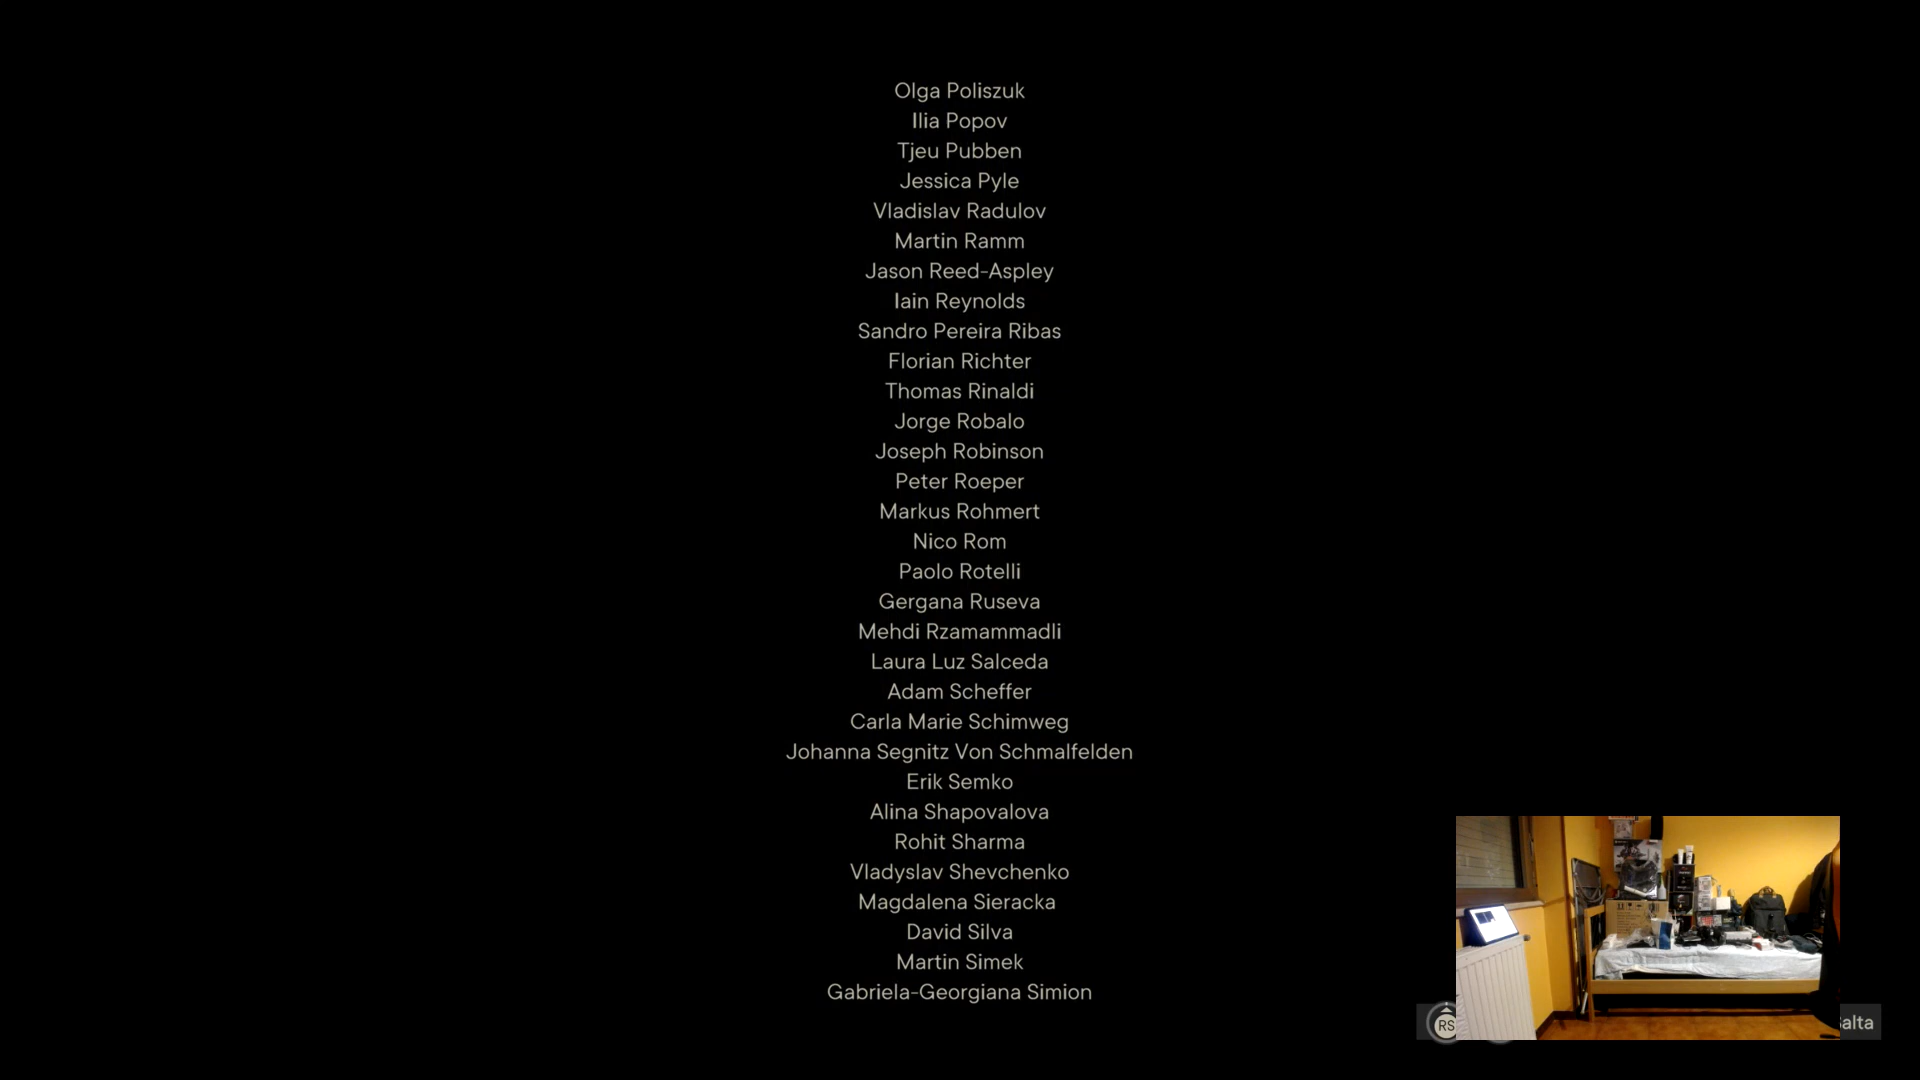 Olga Poliszuk
Ilia Popov
Tjeu Pubben
Jessica Pyle
Vladislav Radulov
Martin Ramm
Jason Reed-Aspley
Iain Reynolds
Sandro Pereira Ribas
Florian Richter
Thomas Rinaldi
Jorge Robalo
Joseph Robinson
Peter Roeper
Markus Rohmert
Nico Rom
Paolo Rotelli
Gergana Ruseva
Mehdi Rzamammadli
Laura Luz Salceda
Adam Scheffer
Carla Marie Schimweg
Johanna Segnitz Von Schmalfelden
Erik Semko
Alina Shapovalova
Rohit Sharma
Vladyslav Shevchenko
Magdalena Sieracka
David Silva
Martin Simek
Gabriela-Georgiana Simion
RS